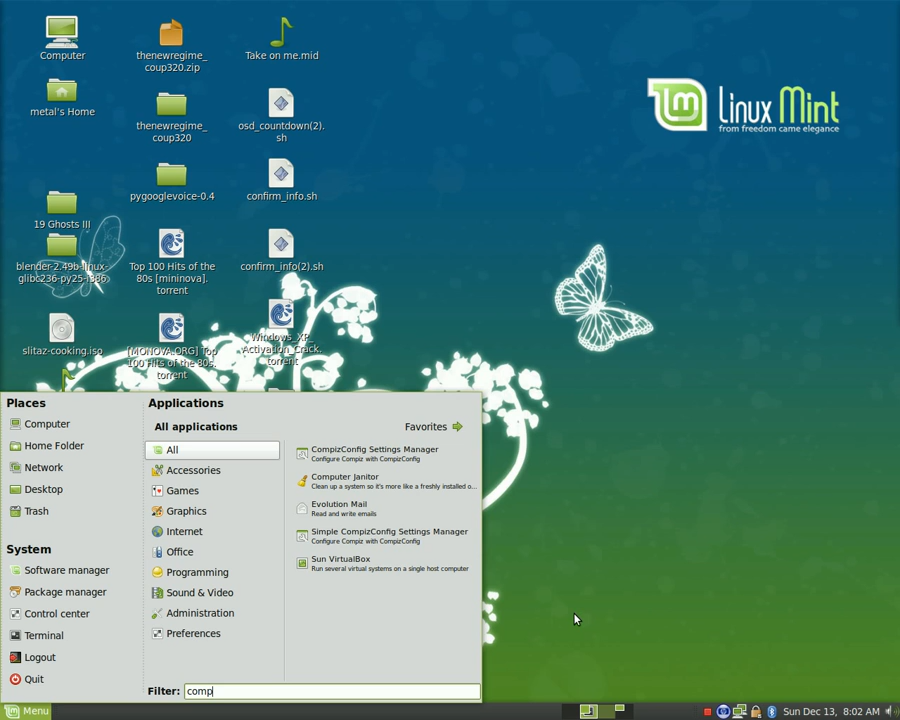 Computer
thenewregime_
coup320.zip
Take on me.mid
metal's Home
thenewregime_
coup320
osd_countdown(2).
sh
pygooglevoice-0.4
confirm_info.sh
19 Ghosts III
blender-2.49b-linux-
glibc236-py25-i386
Top 100 Hits of the
80s [mininova].
torrent
confirm_info(2).sh
slitaz-cooking.iso
[MONOVA.ORG] Top
100 Hits of the 80s.
torrent
Windows_XP_
Activation_Crack.
torrent
Linux Mint
from freedom came elegance
Places
Computer
Home Folder
Network
Desktop
Trash
System
Software manager
Package manager
Control center
Terminal
Logout
Quit
Applications
All applications
Favorites
All
Accessories
Games
Graphics
Internet
Office
Programming
Sound & Video
Administration
Preferences
CompizConfig Settings Manager
Configure Compiz with CompizConfig
Computer Janitor
Clean up a system so it's more like a freshly installed o...
Evolution Mail
Read and write emails
Simple CompizConfig Settings Manager
Configure Compiz with CompizConfig
Sun VirtualBox
Run several virtual systems on a single host computer
Filter: comp
Menu
Sun Dec 13, 8:02 AM